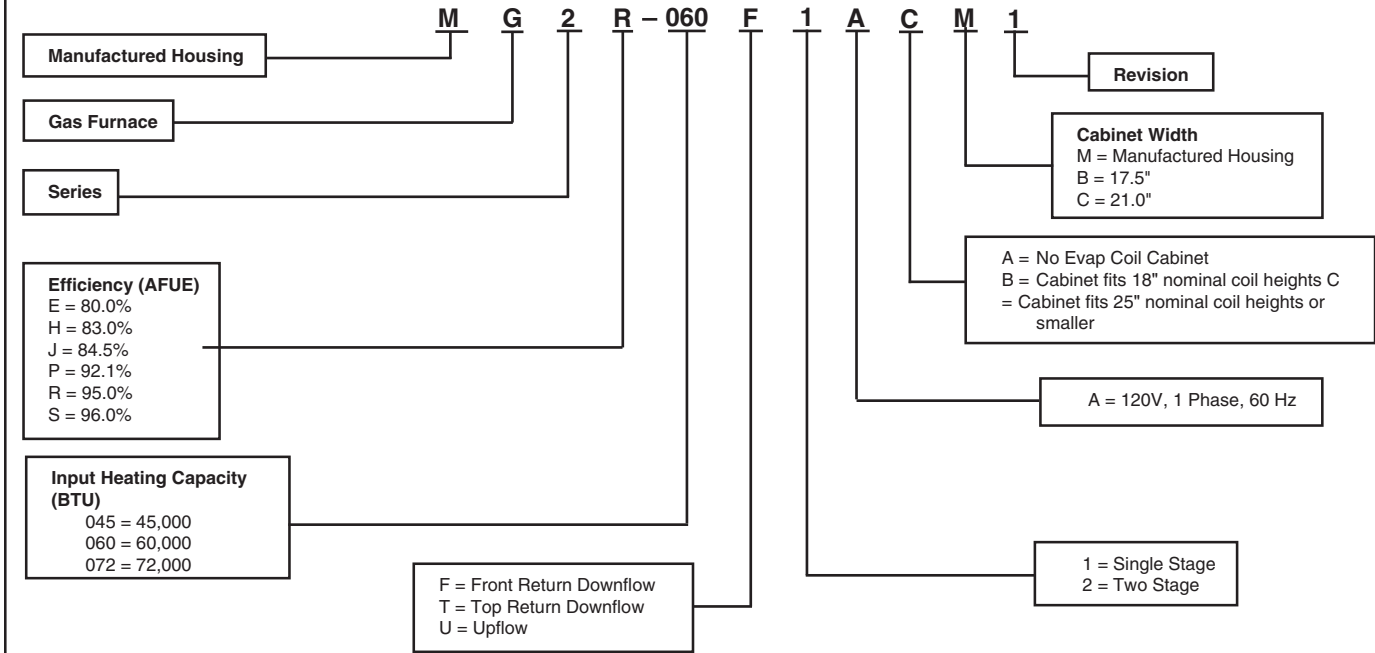 M G 2 R – 060 F 1 A C M 1
Manufactured Housing
Gas Furnace
Series
Efficiency (AFUE)
E = 80.0%
H = 83.0%
J = 84.5%
P = 92.1%
R = 95.0%
S = 96.0%
Input Heating Capacity
(BTU)
045 = 45,000
060 = 60,000
072 = 72,000
F = Front Return Downflow
T = Top Return Downflow
U = Upflow
1 = Single Stage
2 = Two Stage
A = 120V, 1 Phase, 60 Hz
A = No Evap Coil Cabinet
B = Cabinet fits 18" nominal coil heights C
= Cabinet fits 25" nominal coil heights or
smaller
Cabinet Width
M = Manufactured Housing
B = 17.5"
C = 21.0"
Revision